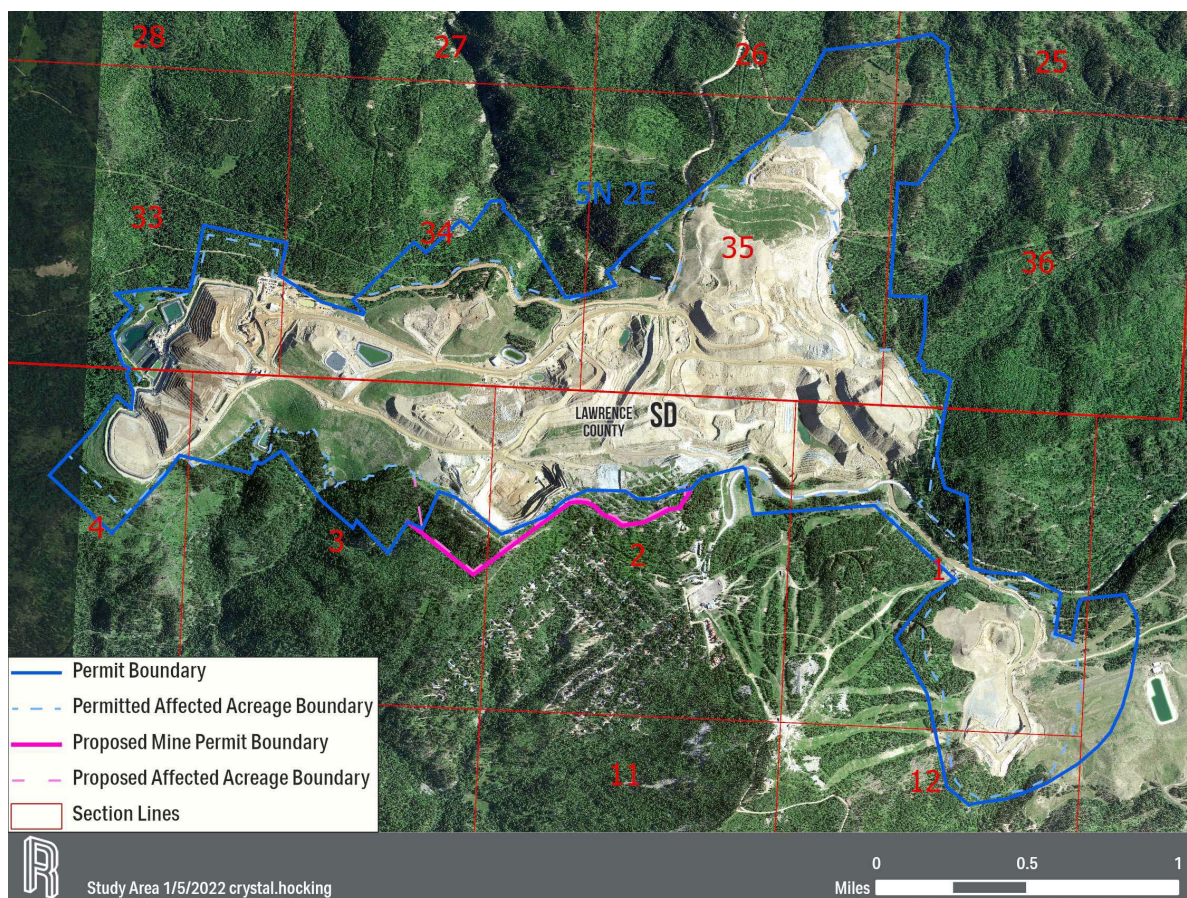 28
27
26
25
33
34
5N 2E
35
36
LAWRENCE
COUNTY
SD
4
3
2
1
11
12
Permit Boundary
Permitted Affected Acreage Boundary
Proposed Mine Permit Boundary
Proposed Affected Acreage Boundary
Section Lines
R
Study Area 1/5/2022 crystal.hocking
0 0.5 1
Miles